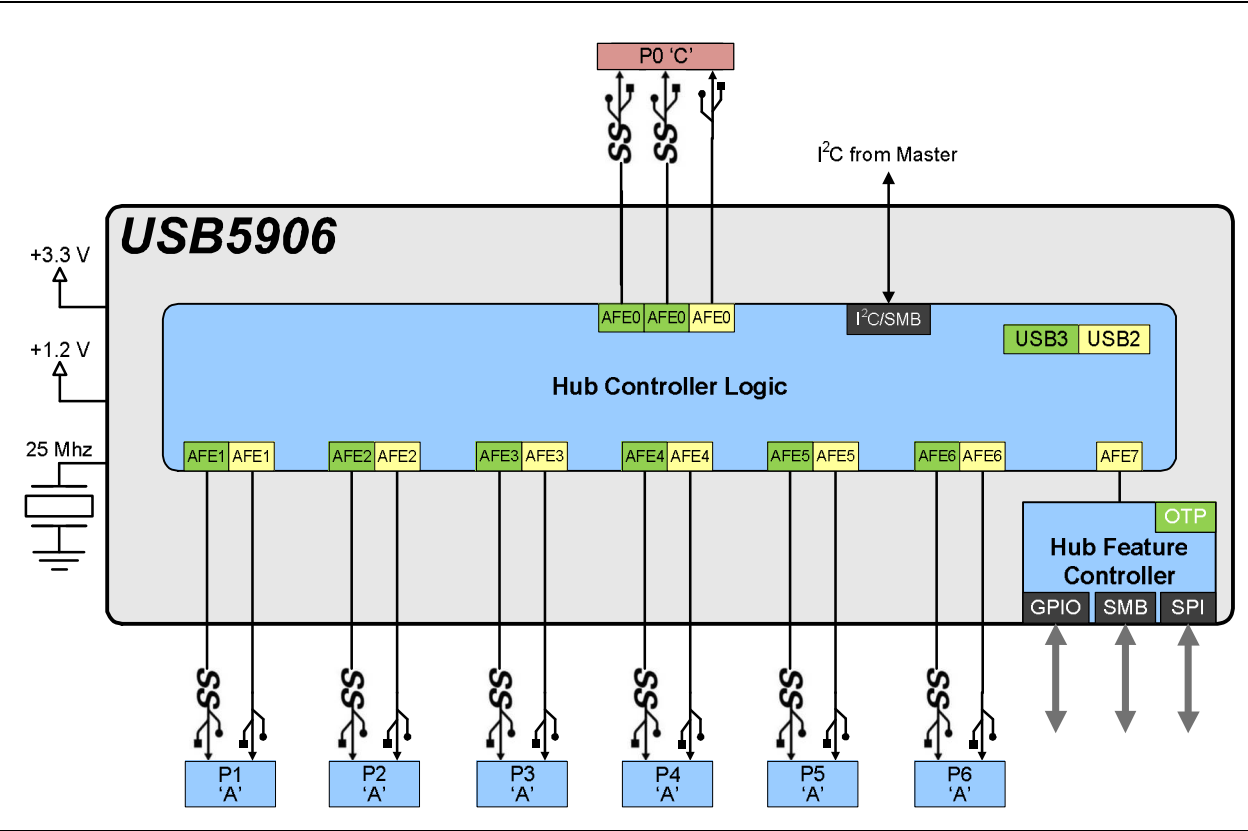 P0 ‘C’
SS SS
I²C from Master
USB5906
+3.3 V
AFE0 AFE0 AFE0
I²C/SMB
USB3 USB2
+1.2 V
Hub Controller Logic
25 Mhz
AFE1 AFE1 AFE2 AFE2 AFE3 AFE3 AFE4 AFE4 AFE5 AFE5 AFE6 AFE6 AFE7
OTP
Hub Feature
Controller
GPIO SMB SPI
SS SS SS SS SS SS
P1
‘A’
P2
‘A’
P3
‘A’
P4
‘A’
P5
‘A’
P6
‘A’